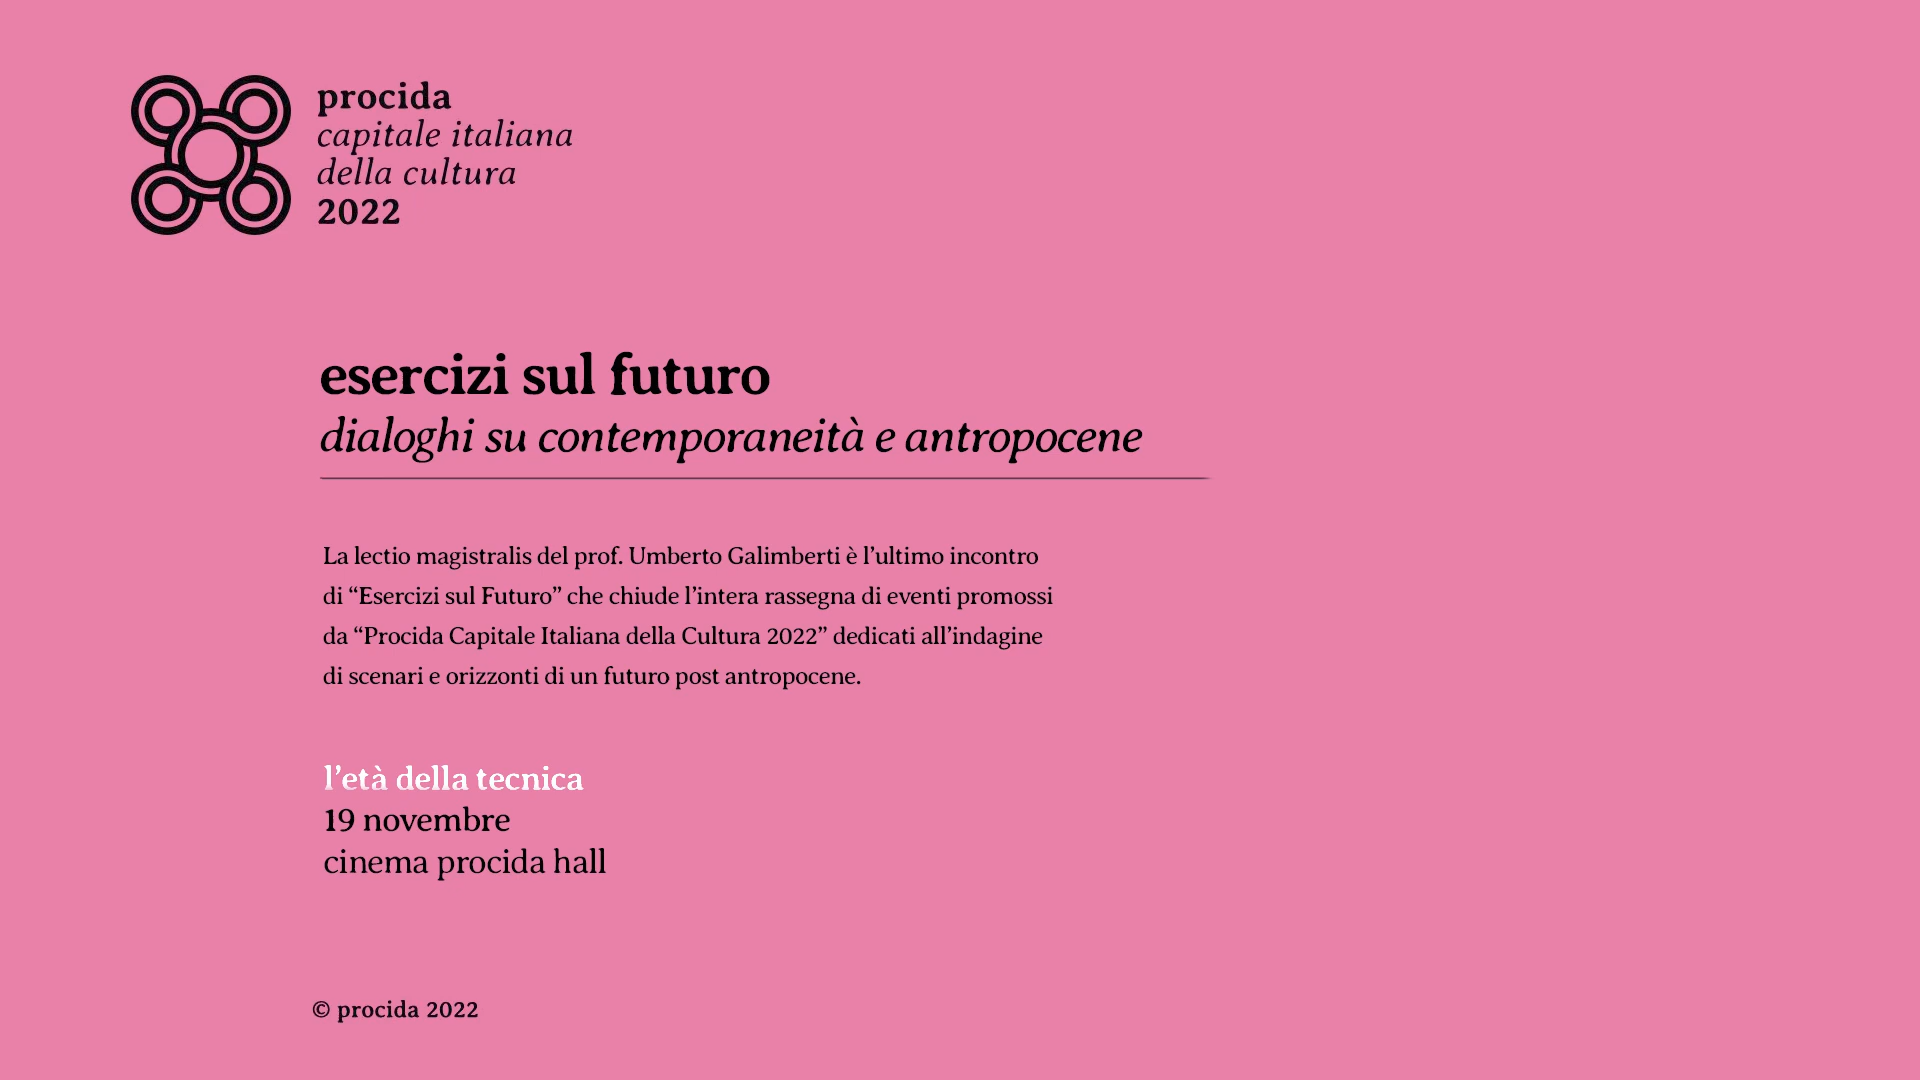 procida
capitale italiana
della cultura
2022
esercizi sul futuro
dialoghi su contemporaneità e antropocene
La lectio magistralis del prof. Umberto Galimberti è l’ultimo incontro
di “Esercizi sul Futuro” che chiude l’intera rassegna di eventi promossi
da “Procida Capitale Italiana della Cultura 2022” dedicati all’indagine
di scenari e orizzonti di un futuro post antropocene.
l’età della tecnica
19 novembre
cinema procida hall
© procida 2022